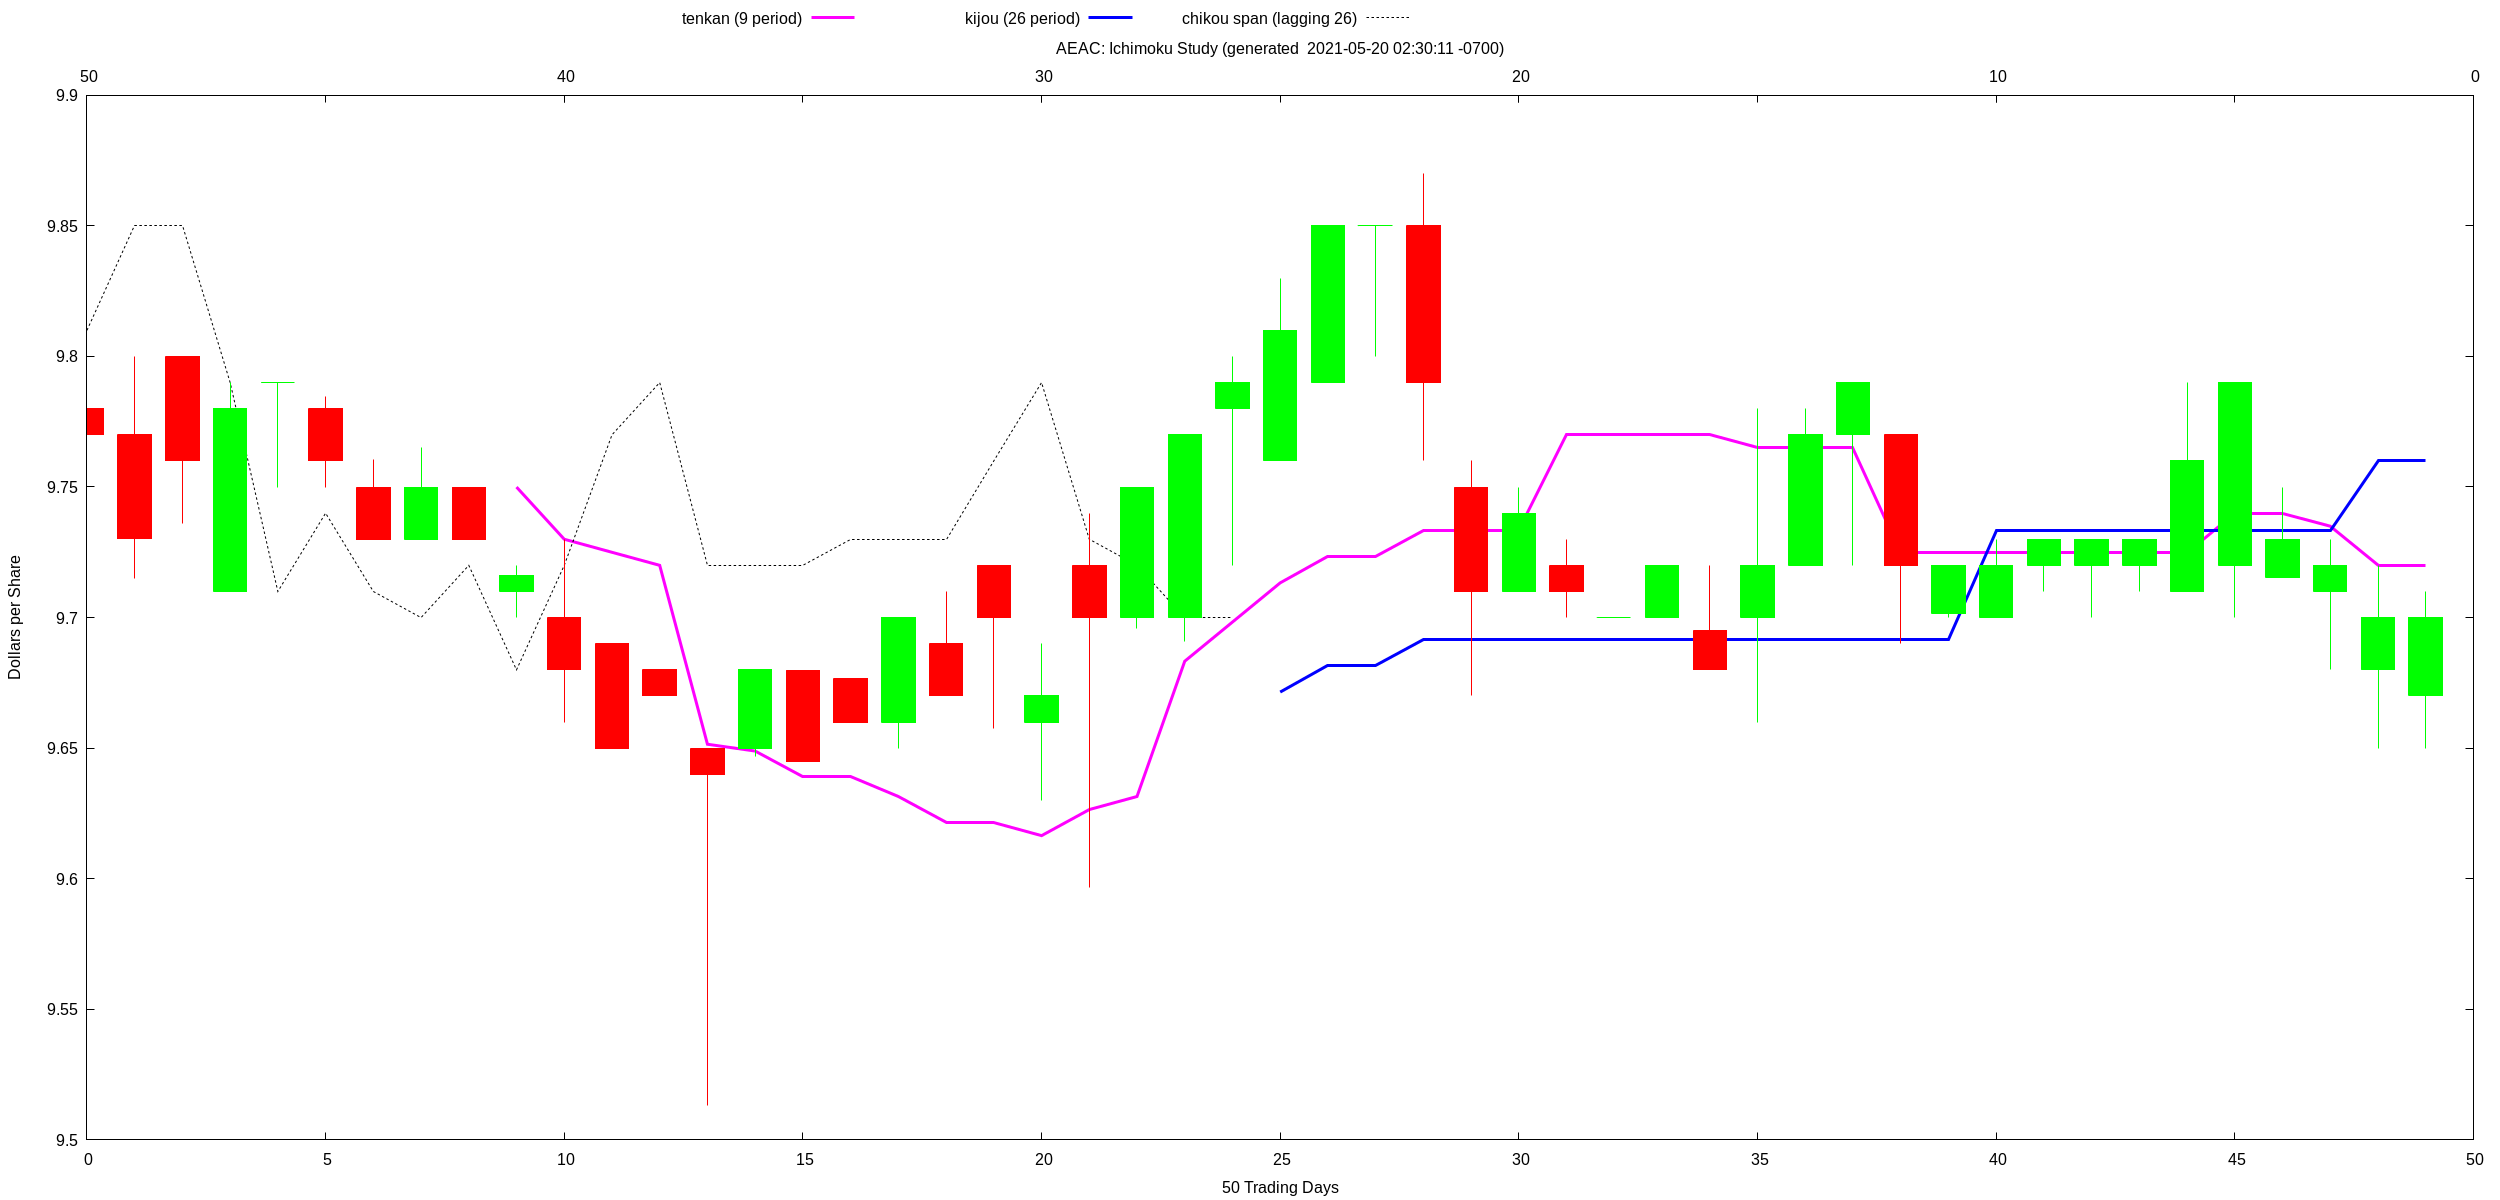 tenkan (9 period) kijou (26 period) chikou span (lagging 26)
AEAC: Ichimoku Study (generated  2021-05-20 02:30:11 -0700)
50 40 30 20 10 0
9.9
9.85
9.8
9.75
9.7
9.65
9.6
9.55
9.5
Dollars per Share
0 5 10 15 20 25 30 35 40 45 50
50 Trading Days